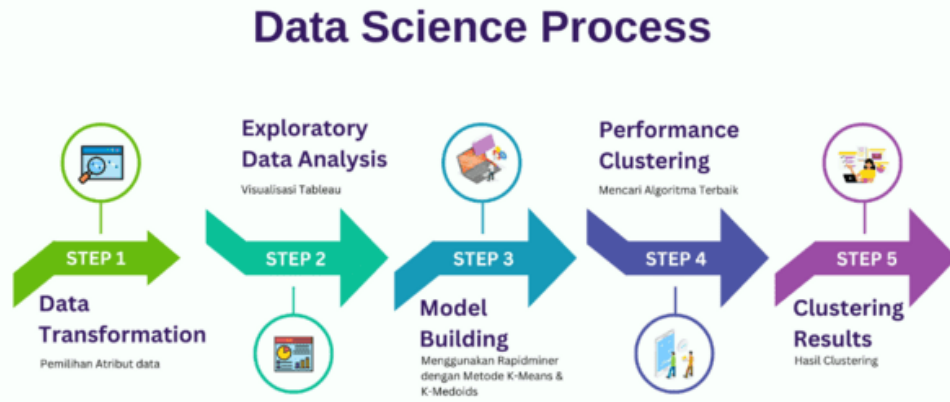 Data Science Process
STEP 1
Data
Transformation
Pemilihan Atribut data
Exploratory
Data Analysis
Visualisasi Tableau
STEP 2
STEP 3
Model
Building
Menggunakan Rapidminer
dengan Metode K-Means &
K-Medoids
Performance
Clustering
Mencari Algoritma Terbaik
STEP 4
STEP 5
Clustering
Results
Hasil Clustering